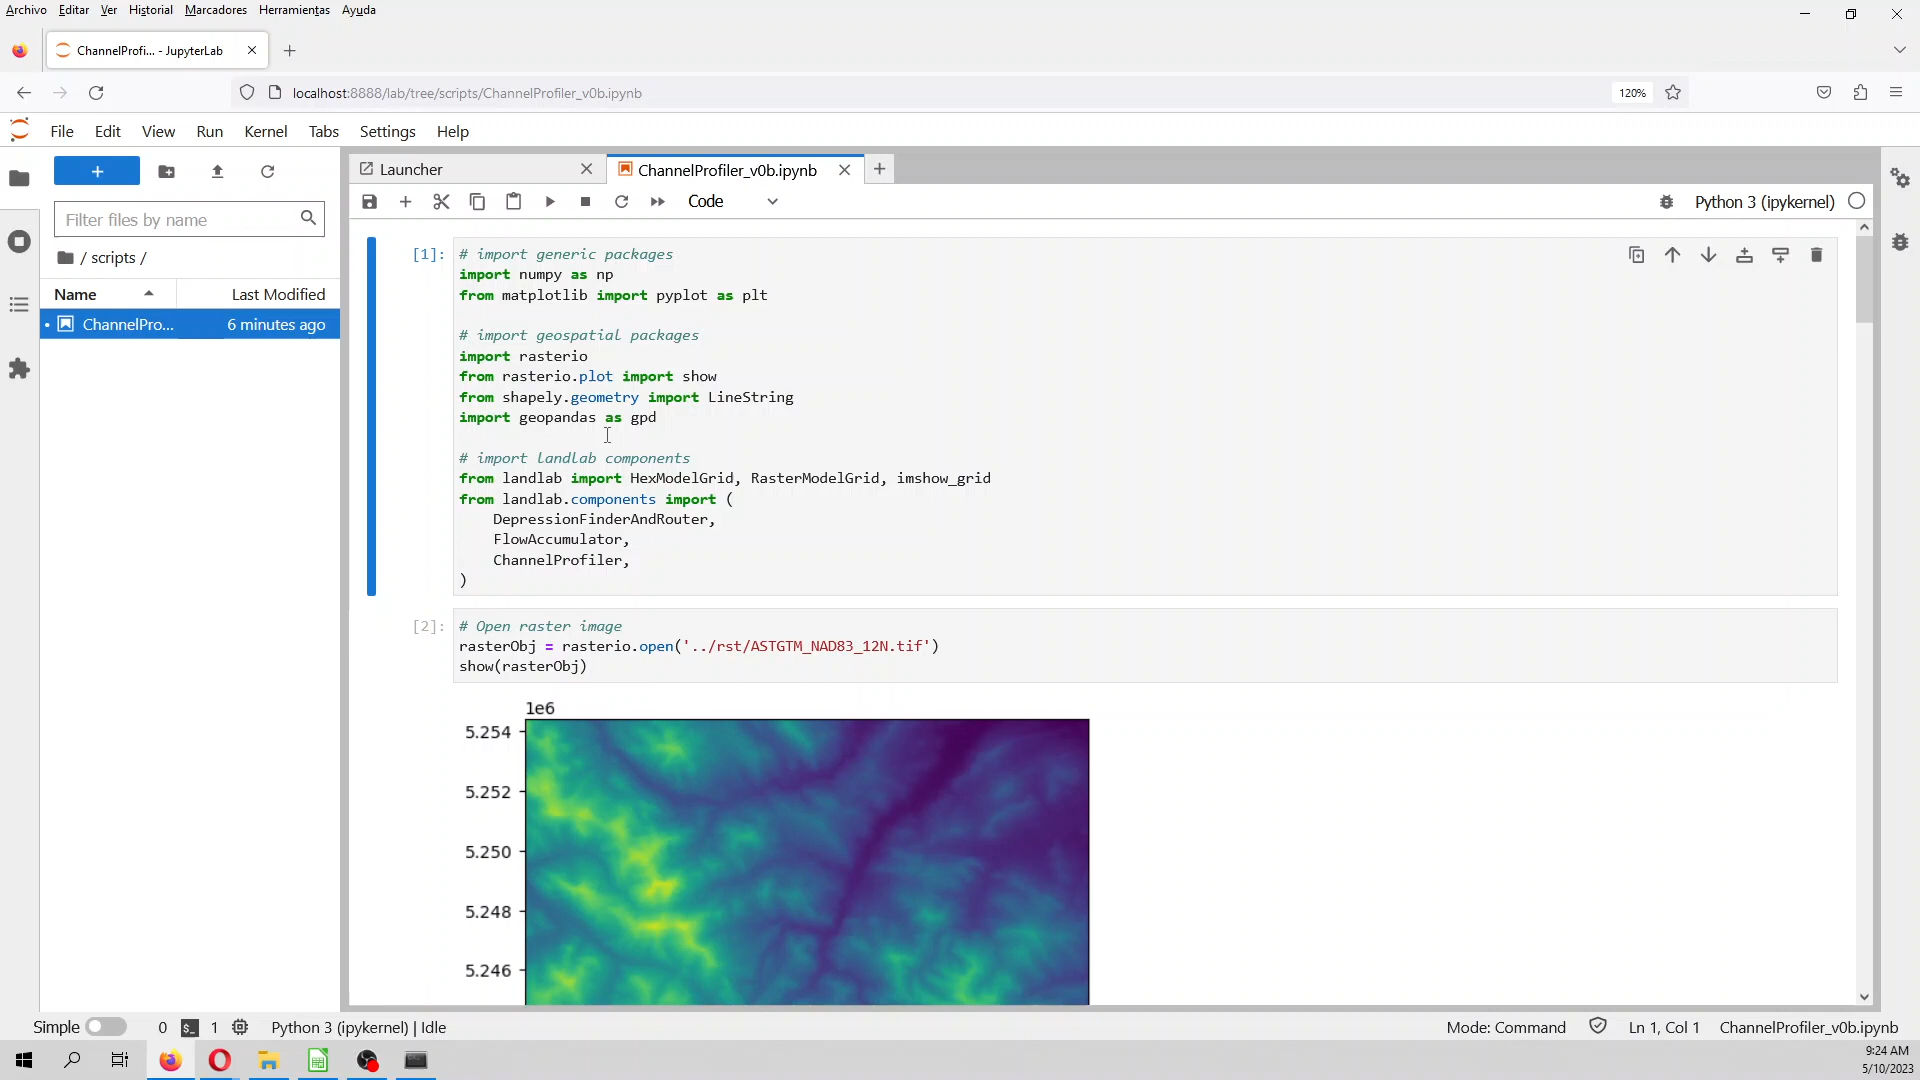 Archivo Editar Ver Historial Marcadores Herramientas Ayuda
ChannelProfi... - JupyterLab
localhost:8888/lab/tree/scripts/ChannelProfiler_v0b.ipynb
120%
File Edit View Run Kernel Tabs Settings Help
Launcher
ChannelProfiler_v0b.ipynb
Filter files by name
/ scripts /
Name Last Modified
ChannelPro... 6 minutes ago
Code
Python 3 (ipykernel)
[1]:
# import generic packages
import numpy as np
from matplotlib import pyplot as plt
# import geospatial packages
import rasterio
from rasterio.plot import show
from shapely.geometry import LineString
import geopandas as gpd
# import landlab components
from landlab import HexModelGrid, RasterModelGrid, imshow_grid
from landlab.components import (
DepressionFinderAndRouter,
FlowAccumulator,
ChannelProfiler,
)
[2]:
# Open raster image
rasterObj = rasterio.open('../rst/ASTGTM_NAD83_12N.tif')
show(rasterObj)
1e6
5.254
5.252
5.250
5.248
5.246
Simple 0 $_ 1 Python 3 (ipykernel) | Idle
Mode: Command Ln 1, Col 1 ChannelProfiler_v0b.ipynb
9:24 AM
5/10/2023